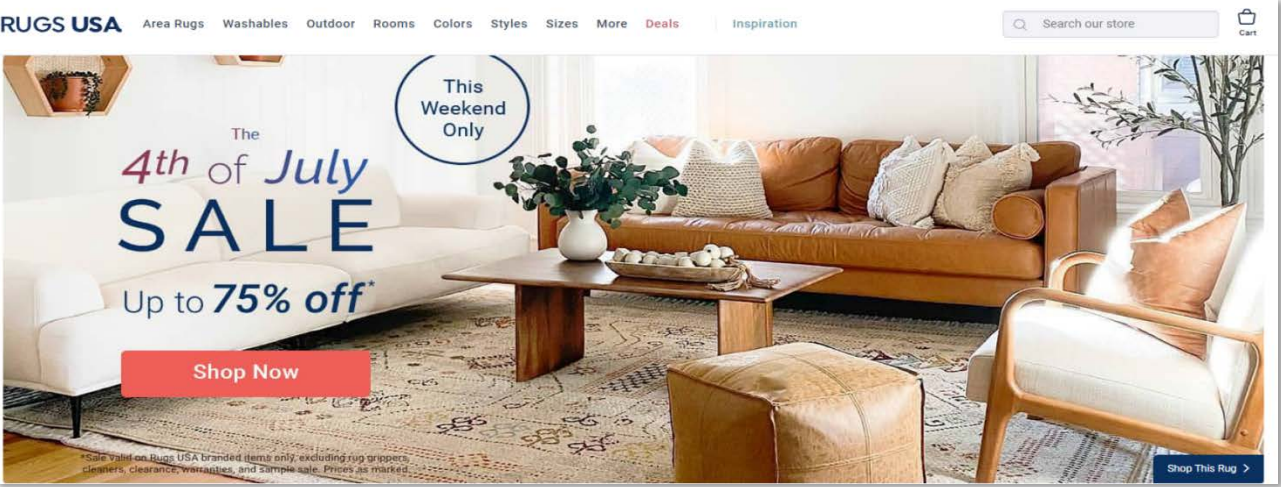 RUGS USA Area Rugs Washables Outdoor Rooms Colors Styles Sizes More Deals Inspiration Search our store
Cart
This
Weekend
Only
The
4th of July
SALE
Up to 75% off*
Shop Now
*Sale valid on Rugs USA branded items only, excluding rug grippers,
cleaners, clearance, warranties, and sample sale. Prices as marked.
Shop This Rug >